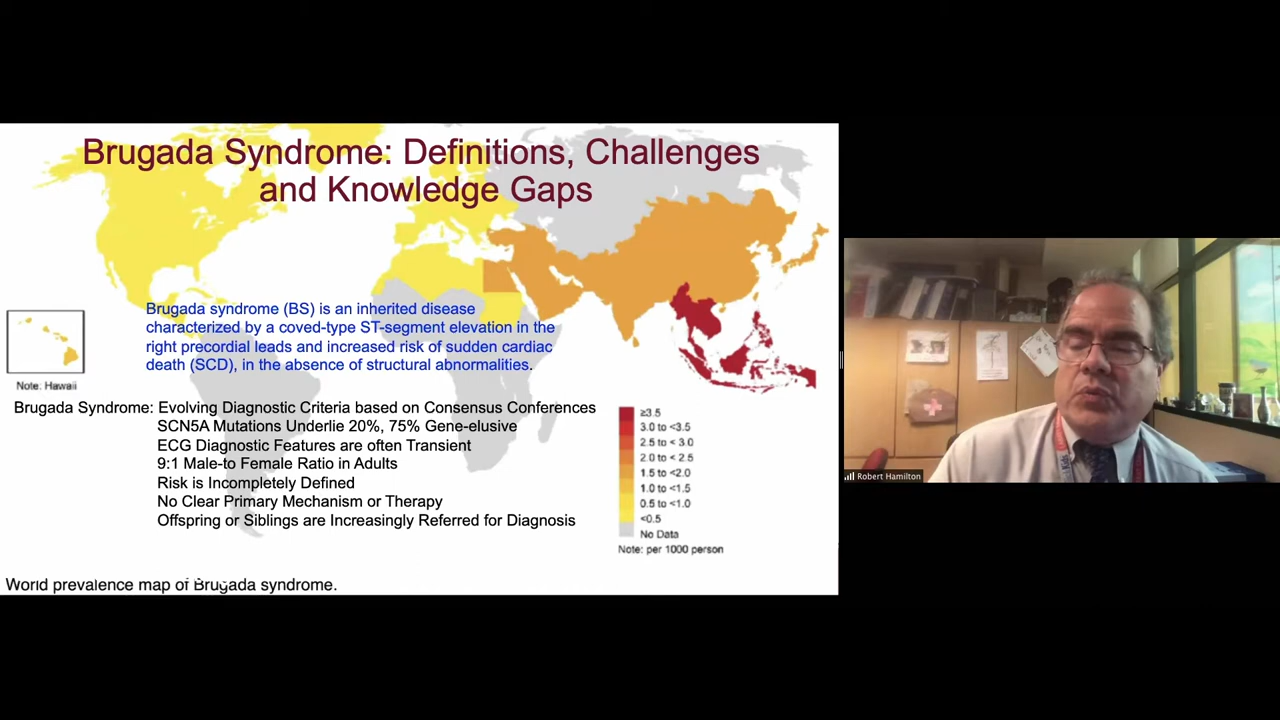 Brugada Syndrome: Definitions, Challenges
and Knowledge Gaps
Brugada syndrome (BS) is an inherited disease
characterized by a coved-type ST-segment elevation in the
right precordial leads and increased risk of sudden cardiac
death (SCD), in the absence of structural abnormalities.
Note: Hawaii
Brugada Syndrome: Evolving Diagnostic Criteria based on Consensus Conferences
SCN5A Mutations Underlie 20%, 75% Gene-elusive
ECG Diagnostic Features are often Transient
9:1 Male-to Female Ratio in Adults
Risk is Incompletely Defined
No Clear Primary Mechanism or Therapy
Offspring or Siblings are Increasingly Referred for Diagnosis
≥3.5
3.0 to <3.5
2.5 to < 3.0
2.0 to < 2.5
1.5 to <2.0
1.0 to <1.5
0.5 to <1.0
<0.5
No Data
Note: per 1000 person
World prevalence map of Brugada syndrome.
Robert Hamilton